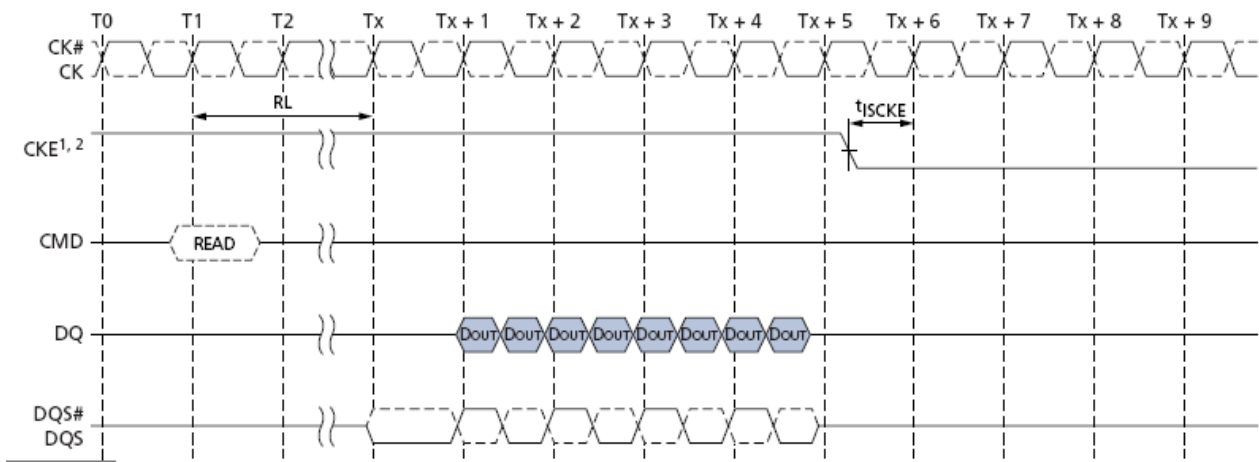 T0 T1 T2 Tx Tx + 1 Tx + 2 Tx + 3 Tx + 4 Tx + 5 Tx + 6 Tx + 7 Tx + 8 Tx + 9
CK#
CK
RL
tISCKE
CKE1, 2
CMD READ
DQ DOUT DOUT DOUT DOUT DOUT DOUT DOUT DOUT
DQS#
DQS